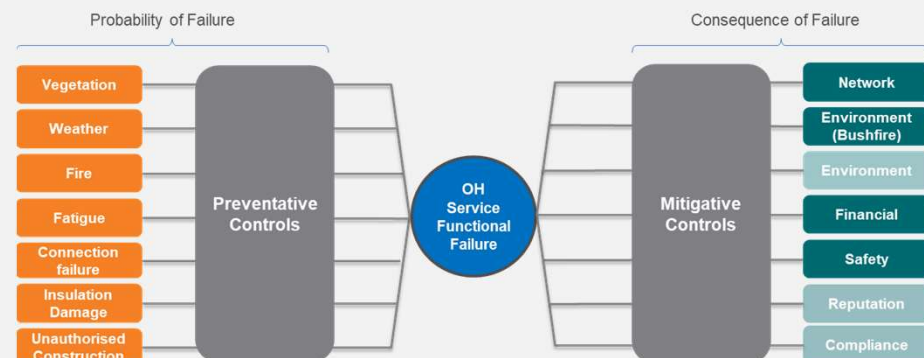 Probability of Failure
Consequence of Failure
Vegetation
Weather
Fire
Fatigue
Connection
failure
Insulation
Damage
Unauthorised
Construction
Preventative
Controls
OH
Service
Functional
Failure
Mitigative
Controls
Network
Environment
(Bushfire)
Environment
Financial
Safety
Reputation
Compliance